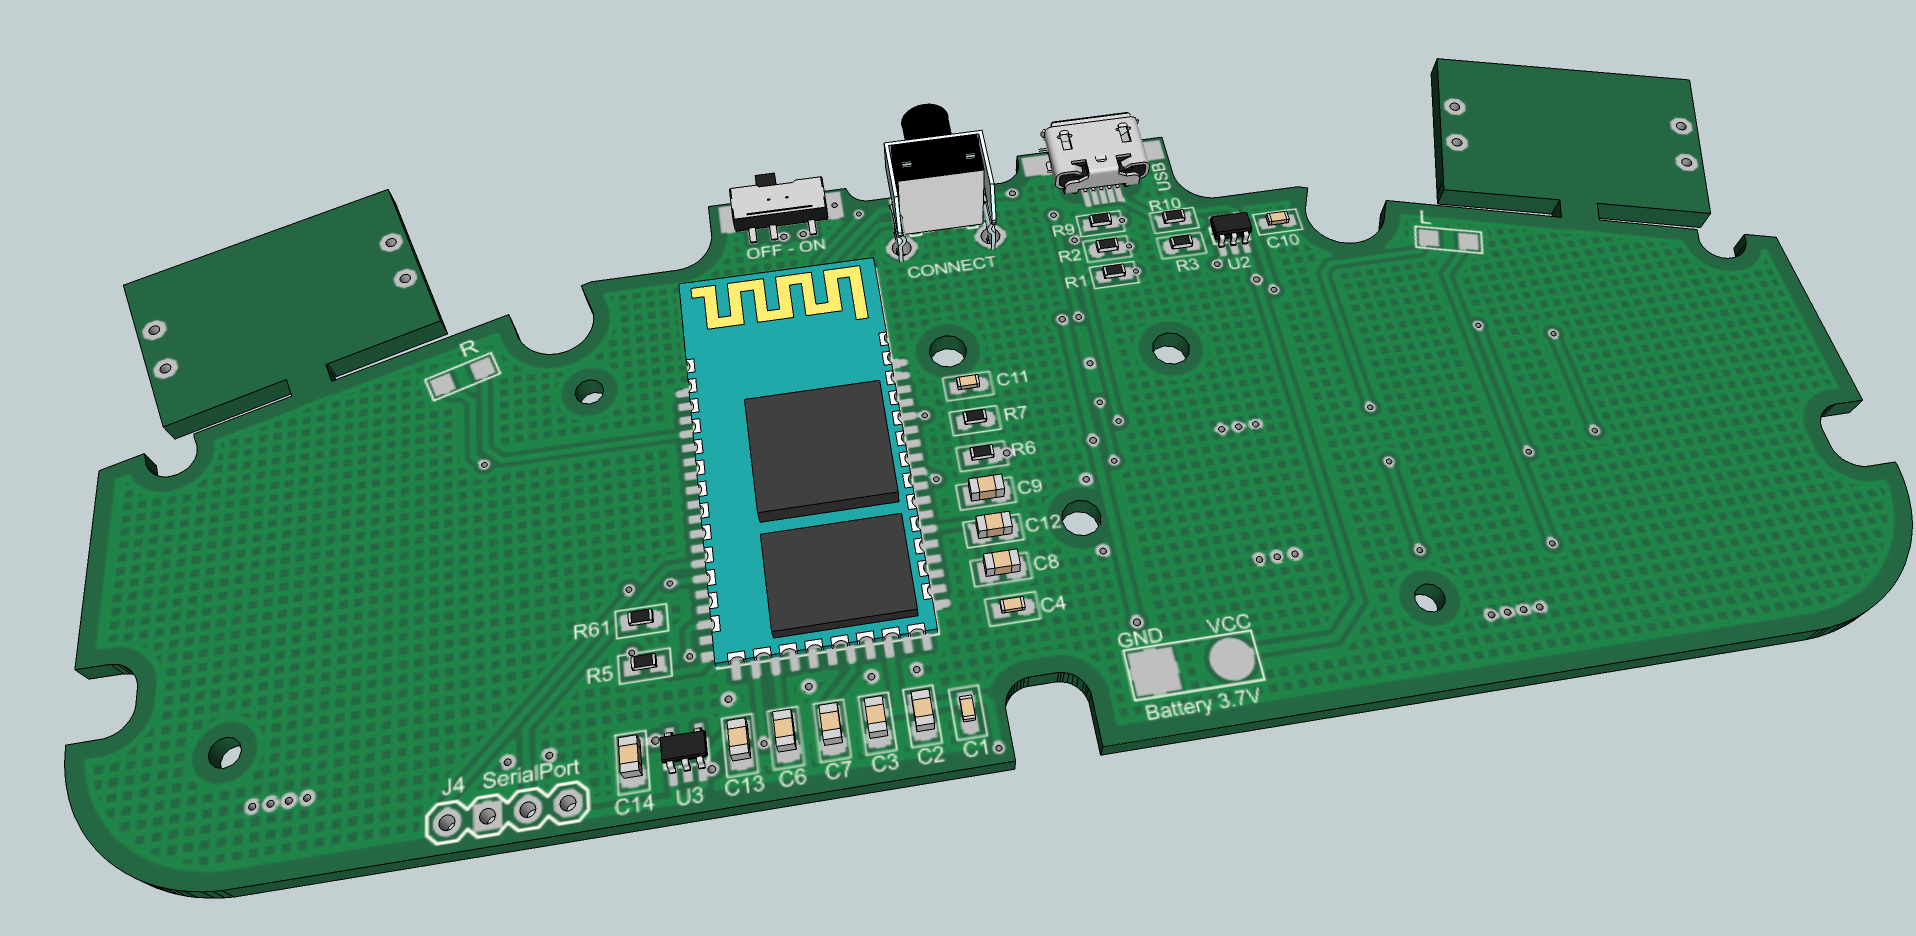 USB
R10
R9
C10
L
OFF - ON
R2
R3
U2
CONNECT
R1
R
C11
R7
R6
C9
C12
C8
C4
R61
R5
GND
VCC
Battery 3.7V
J4
SerialPort
C14
U3
C13
C6
C7
C3
C2
C1